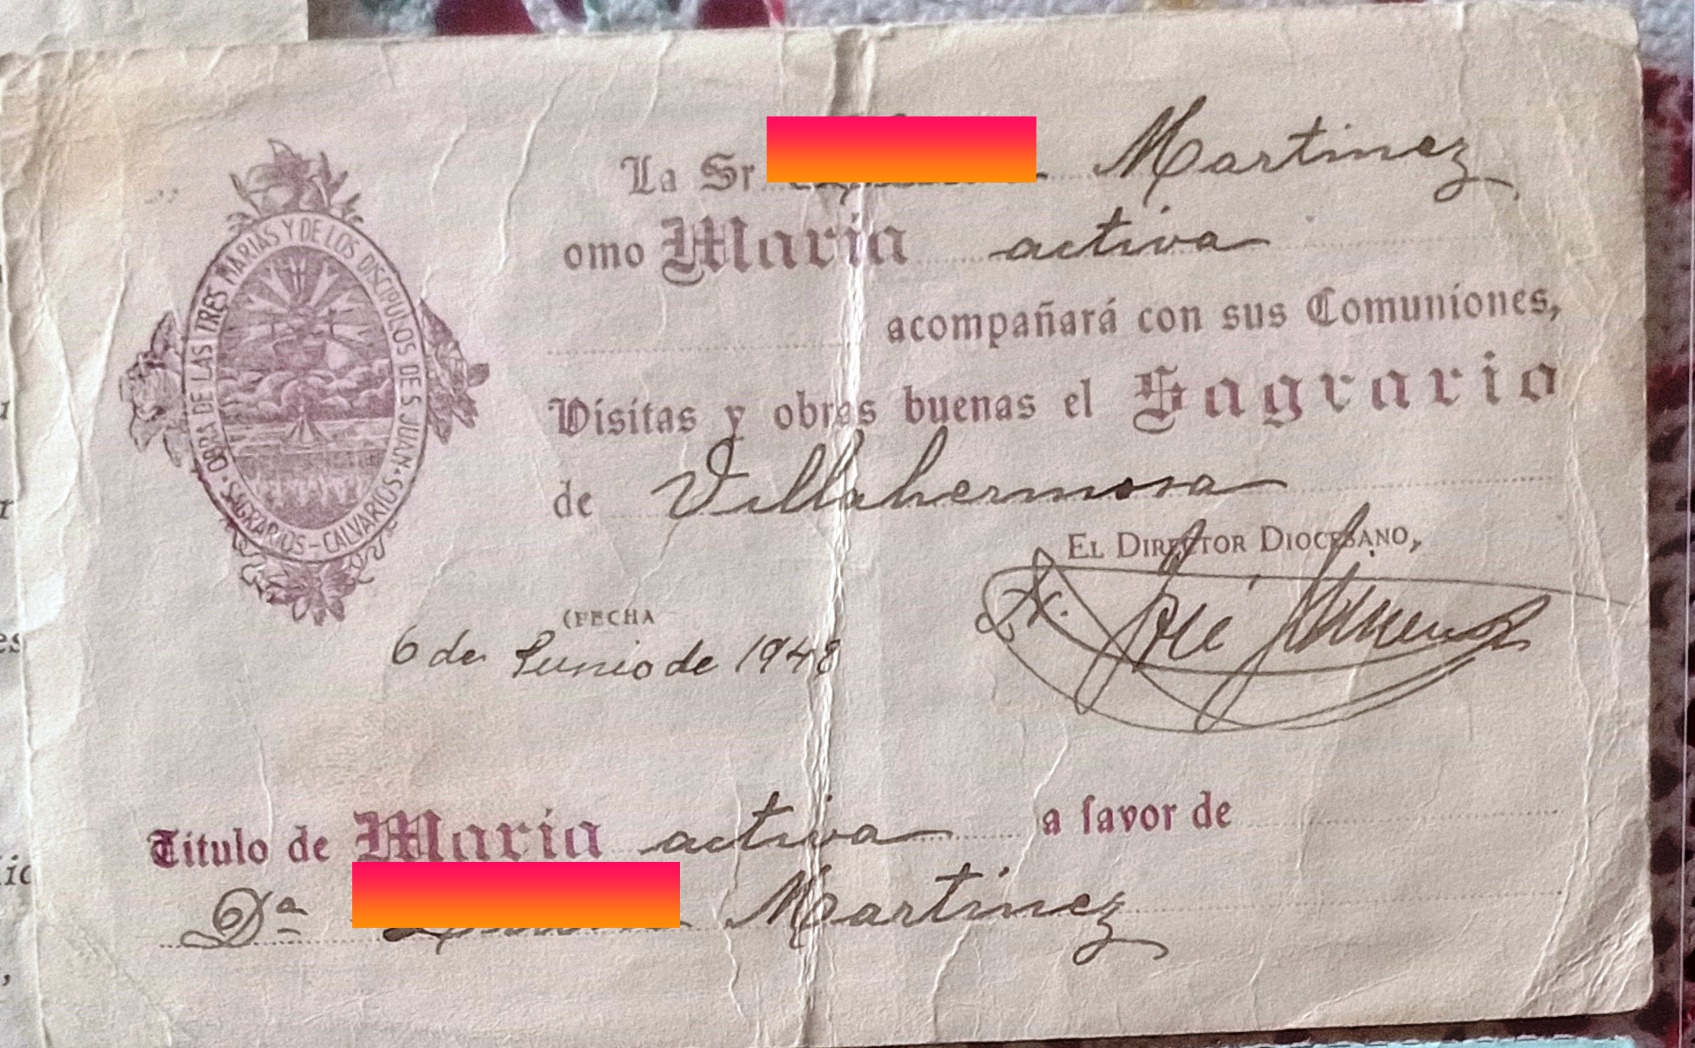 OBRA DE LAS TRES MARIAS Y DE LOS DISCIPULOS DE S. JUAN · SAGRARIOS-CALVARIOS ·
La Sr Martinez
omo Maria activa
acompañará con sus Comuniones,
Visitas y obras buenas el Sagrario
de Villahermosa
EL DIRECTOR DIOCESANO,
(FECHA
6 de Junio de 1948
José
Titulo de Maria activa a favor de
Dª Martinez